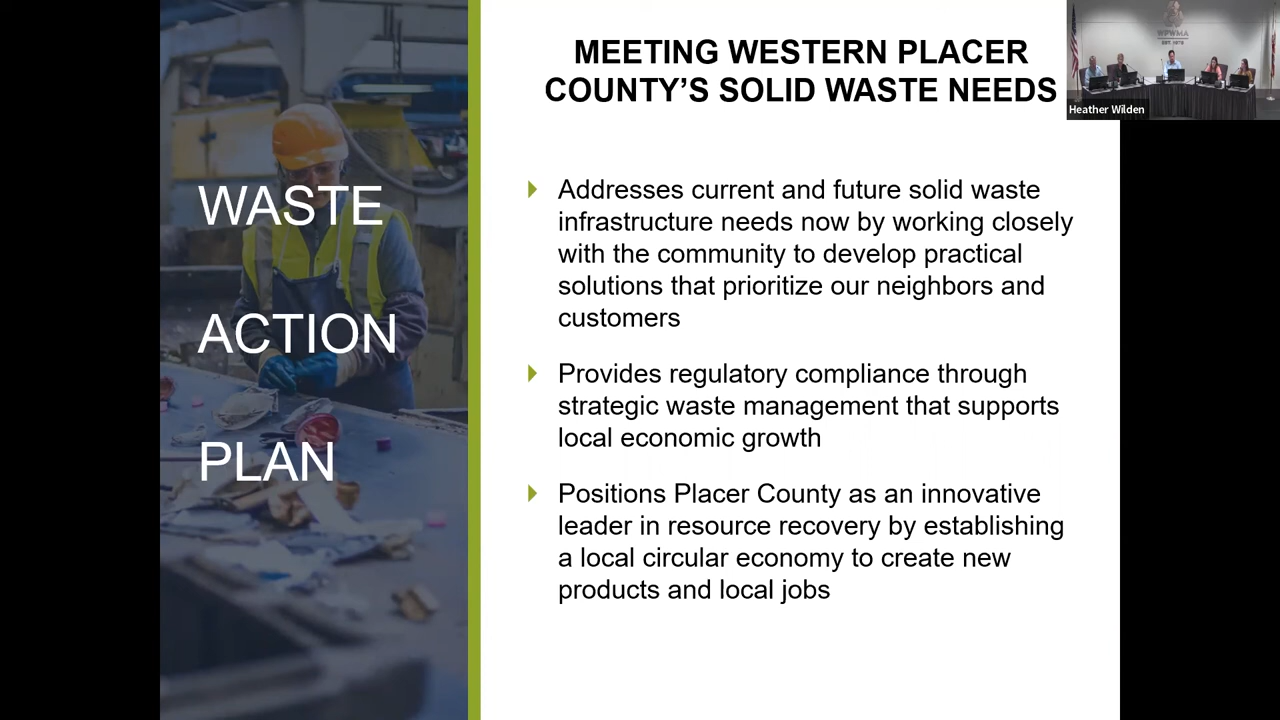 WASTE
ACTION
PLAN
MEETING WESTERN PLACER
COUNTY'S SOLID WASTE NEEDS
Addresses current and future solid waste
infrastructure needs now by working closely
with the community to develop practical
solutions that prioritize our neighbors and
customers
Provides regulatory compliance through
strategic waste management that supports
local economic growth
Positions Placer County as an innovative
leader in resource recovery by establishing
a local circular economy to create new
products and local jobs
WPWMA
EST. 1978
Heather Wilden